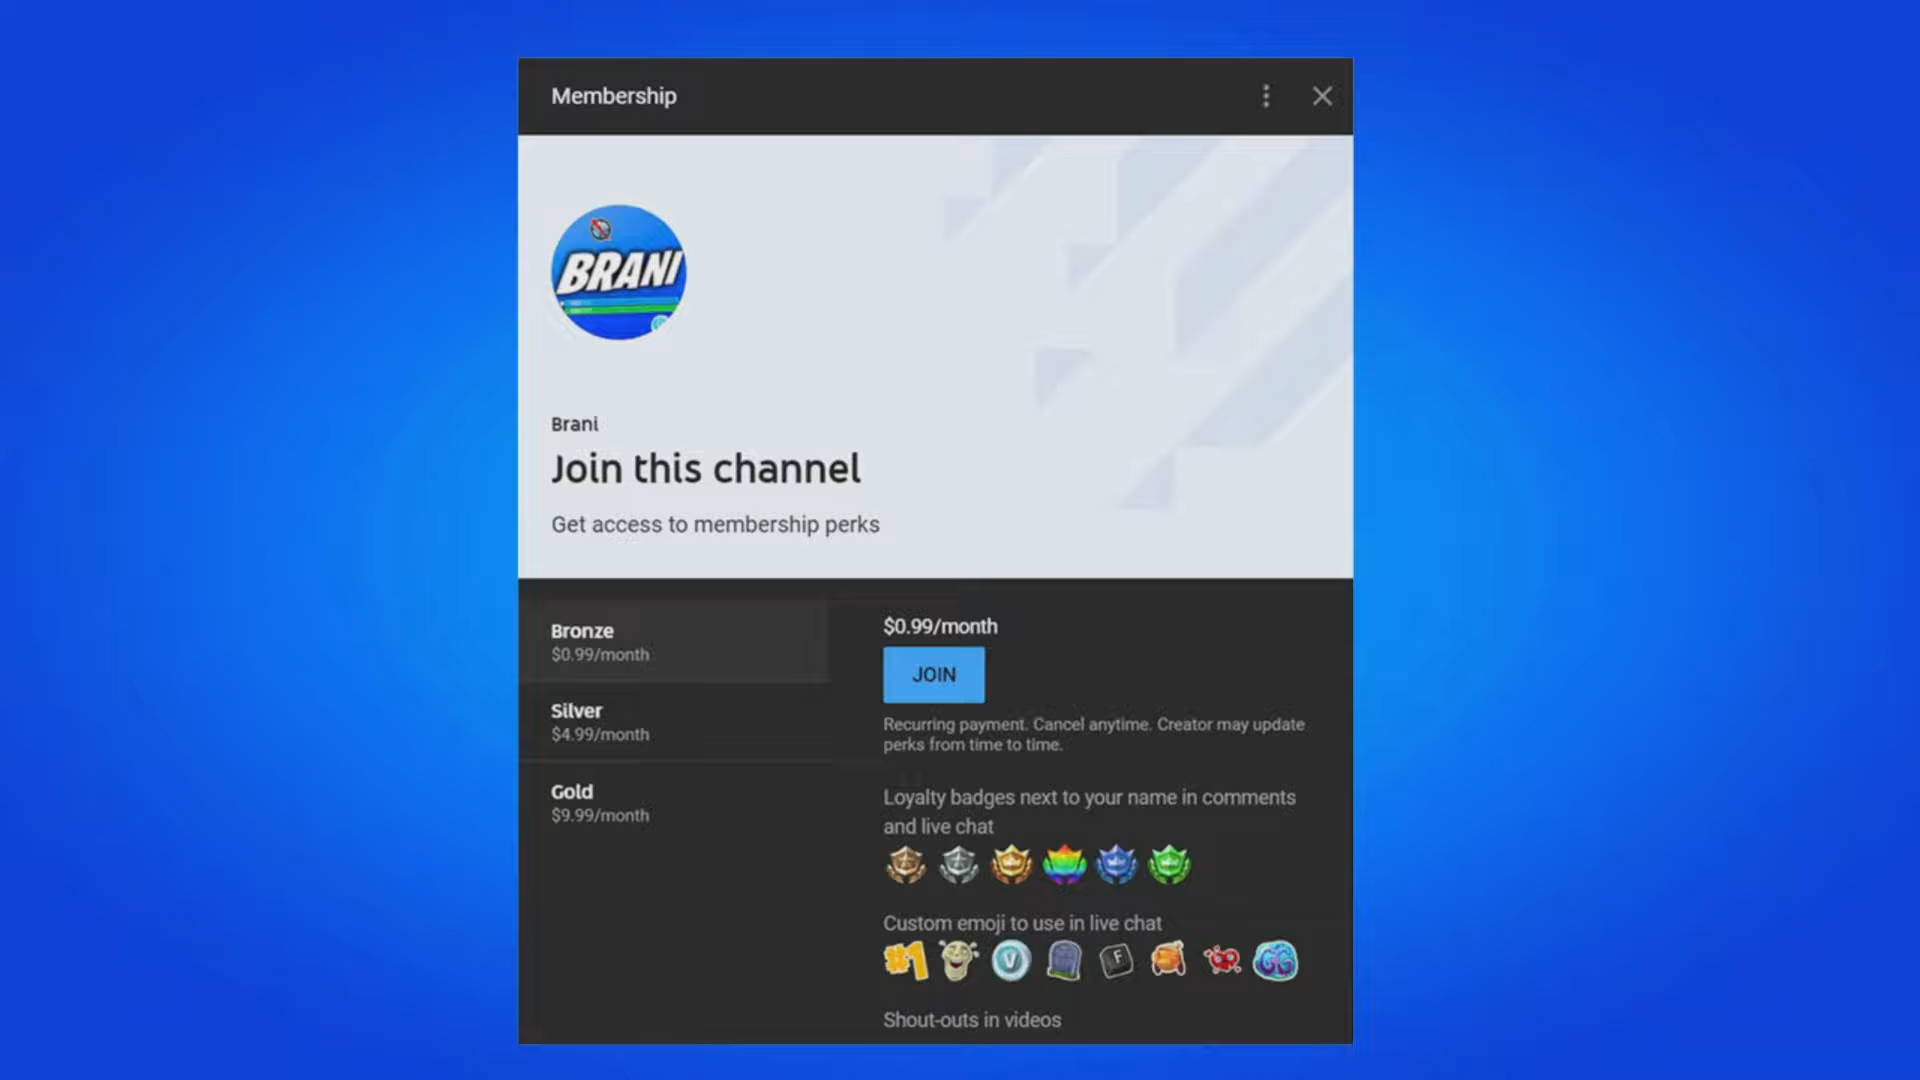 Membership
BRANI
Brani
Join this channel
Get access to membership perks
Bronze
$0.99/month
Silver
$4.99/month
Gold
$9.99/month
$0.99/month
JOIN
Recurring payment. Cancel anytime. Creator may update
perks from time to time.
Loyalty badges next to your name in comments
and live chat
Custom emoji to use in live chat
#1 V F GG
Shout-outs in videos